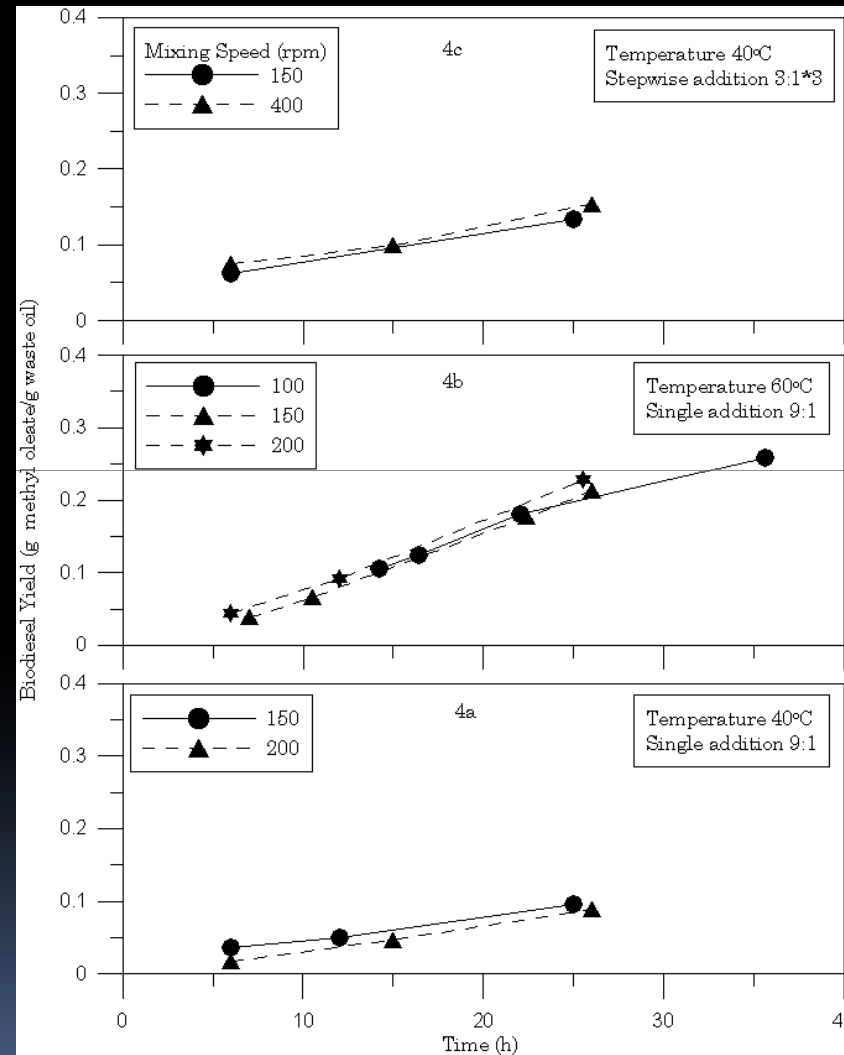 0.4
0.3
0.2
0.1
0
Mixing Speed (rpm)
150
400
4c
Temperature 40°C
Stepwise addition 3:1*3
Biodiesel Yield (g methyl oleate/g waste oil)
0.4
0.3
0.2
0.1
0
100
150
200
4b
Temperature 60°C
Single addition 9:1
0.4
0.3
0.2
0.1
0
150
200
4a
Temperature 40°C
Single addition 9:1
0 10 20 30 4
Time (h)